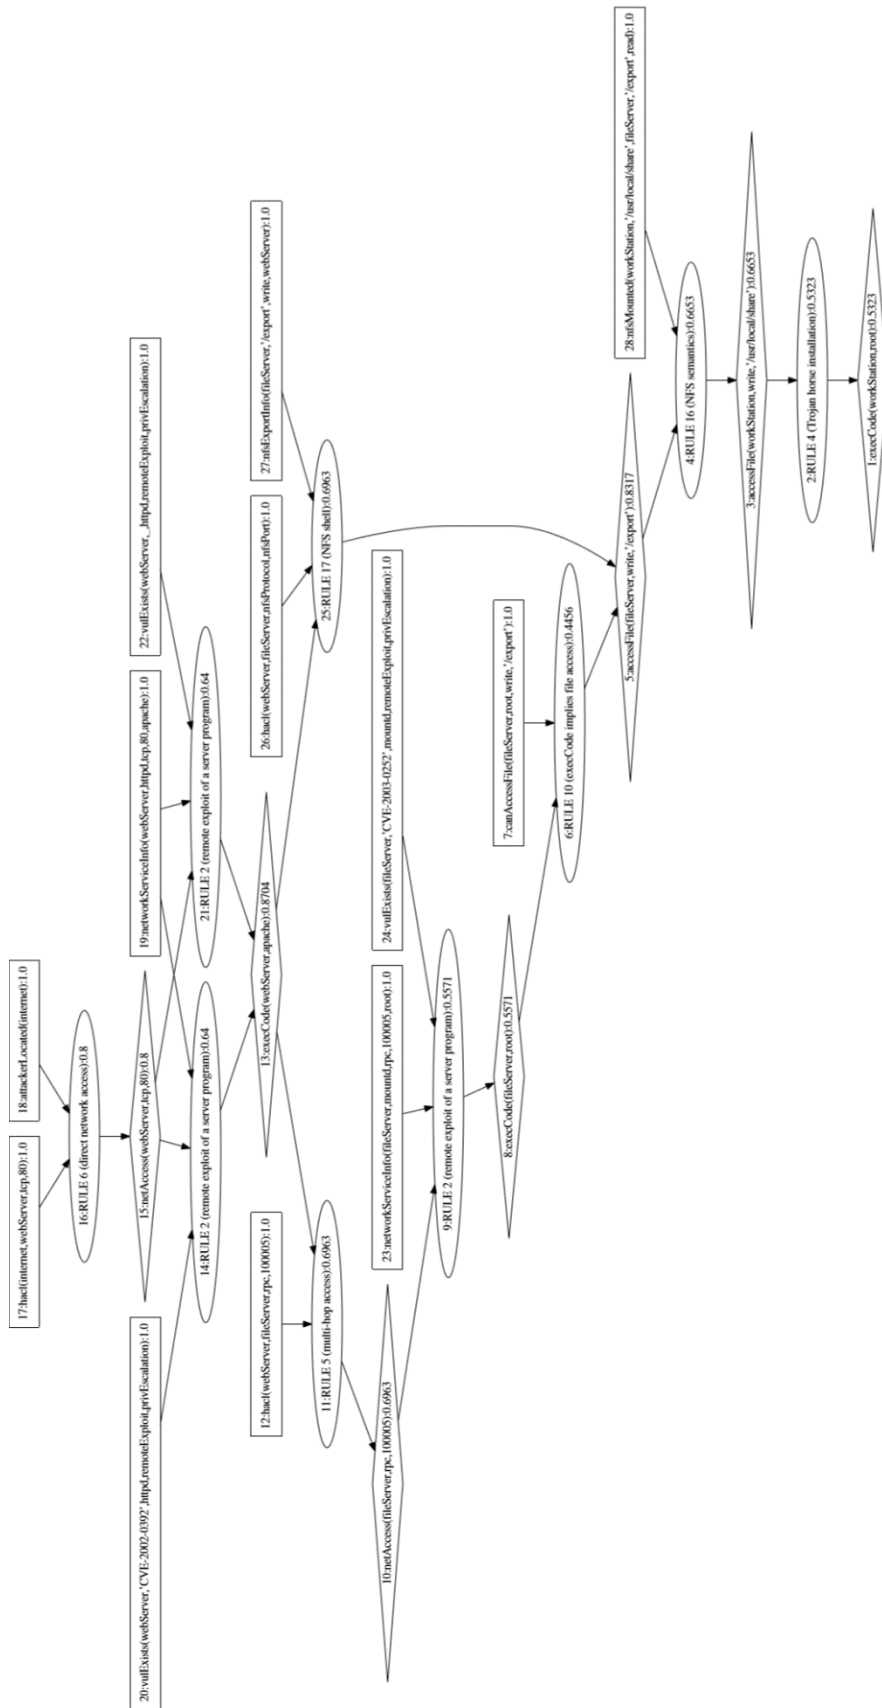 17:hacl(internet,webServer,tcp,80):1.0
18:attackerLocated(internet):1.0
16:RULE 6 (direct network access):0.8
20:vulExists(webServer,'CVE-2002-0392',httpd,remoteExploit,privEscalation):1.0
15:netAccess(webServer,tcp,80):0.8
19:networkServiceInfo(webServer,httpd,tcp,80,apache):1.0
22:vulExists(webServer,_,httpd,remoteExploit,privEscalation):1.0
14:RULE 2 (remote exploit of a server program):0.64
21:RULE 2 (remote exploit of a server program):0.64
12:hacl(webServer,fileServer,rpc,100005):1.0
13:execCode(webServer,apache):0.8704
26:hacl(webServer,fileServer,nfsProtocol,nfsPort):1.0
27:nfsExportInfo(fileServer,'/export',write,webServer):1.0
11:RULE 5 (multi-hop access):0.6963
25:RULE 17 (NFS shell):0.6963
10:netAccess(fileServer,rpc,100005):0.6963
23:networkServiceInfo(fileServer,mountd,rpc,100005,root):1.0
24:vulExists(fileServer,'CVE-2003-0252',mountd,remoteExploit,privEscalation):1.0
9:RULE 2 (remote exploit of a server program):0.5571
8:execCode(fileServer,root):0.5571
7:canAccessFile(fileServer,root,write,'/export'):1.0
6:RULE 10 (execCode implies file access):0.4456
5:accessFile(fileServer,write,'/export'):0.8317
28:nfsMounted(workStation,'/usr/local/share',fileServer,'/export',read):1.0
4:RULE 16 (NFS semantics):0.6653
3:accessFile(workStation,write,'/usr/local/share'):0.6653
2:RULE 4 (Trojan horse installation):0.5323
1:execCode(workStation,root):0.5323